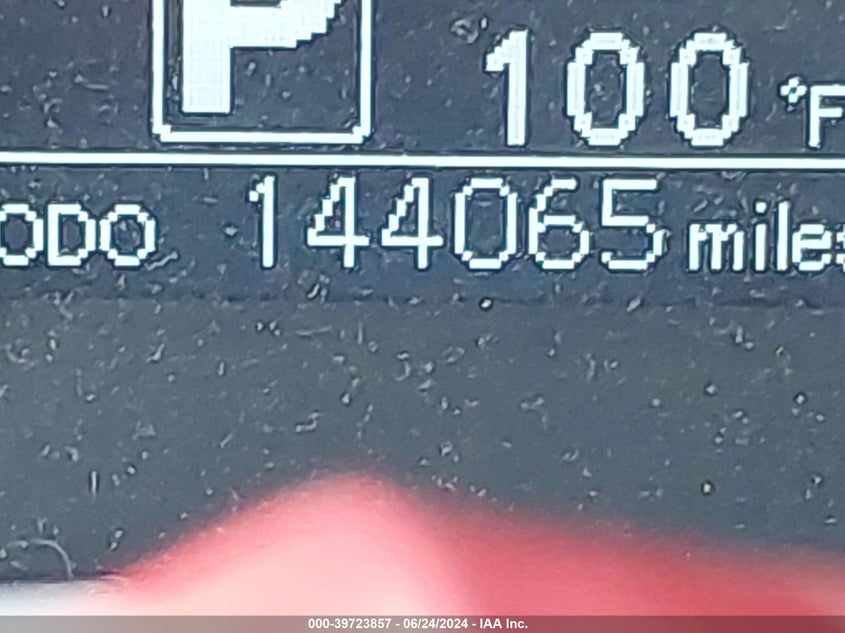 P 100 °F
ODO 144065 miles
000-39723857 - 06/24/2024 - IAA Inc.